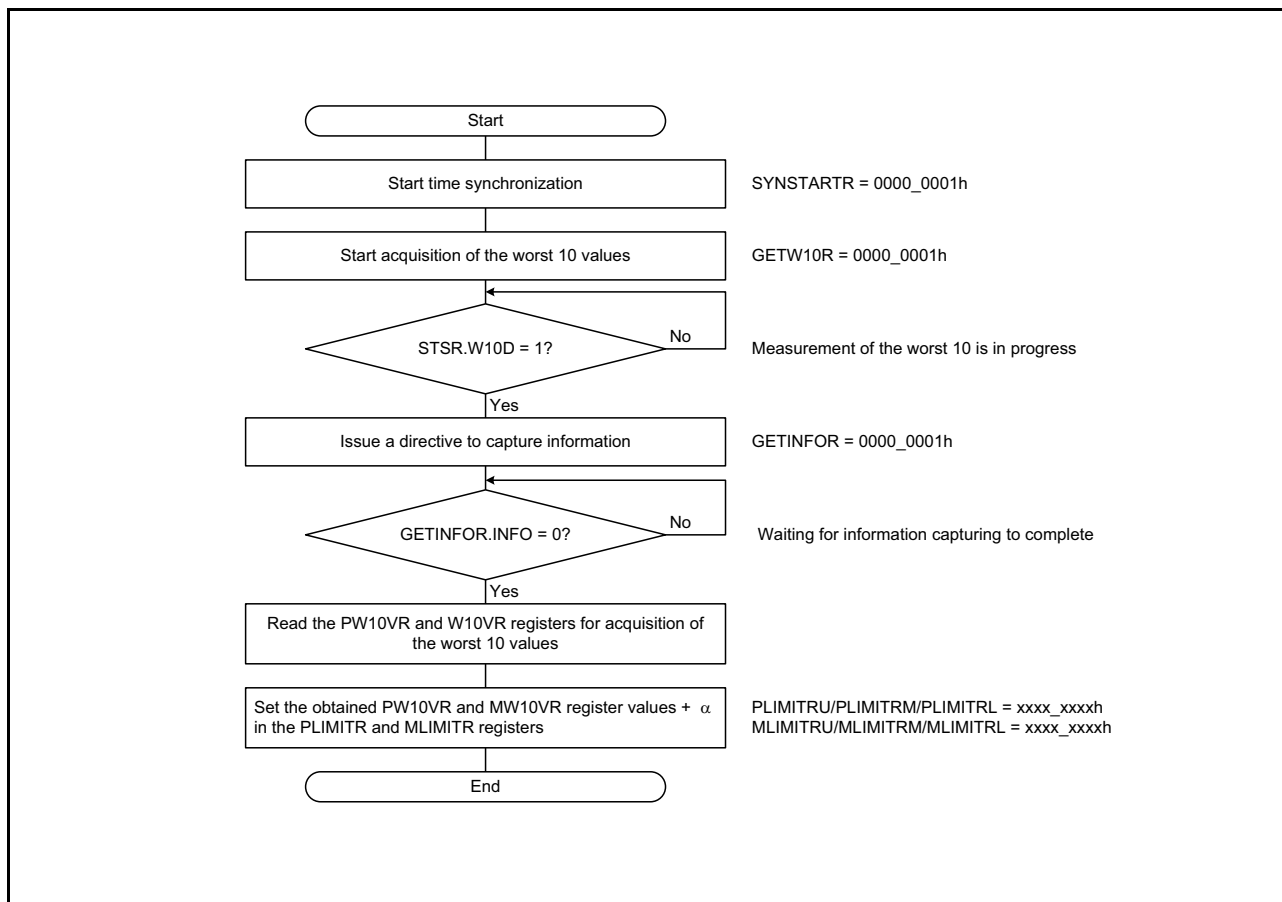 Start
Start time synchronization
SYNSTARTR = 0000_0001h
Start acquisition of the worst 10 values
GETW10R = 0000_0001h
STSR.W10D = 1?
No
Measurement of the worst 10 is in progress
Yes
Issue a directive to capture information
GETINFOR = 0000_0001h
GETINFOR.INFO = 0?
No
Waiting for information capturing to complete
Yes
Read the PW10VR and W10VR registers for acquisition of
the worst 10 values
Set the obtained PW10VR and MW10VR register values + α
in the PLIMITR and MLIMITR registers
PLIMITRU/PLIMITRM/PLIMITRL = xxxx_xxxxh
MLIMITRU/MLIMITRM/MLIMITRL = xxxx_xxxxh
End